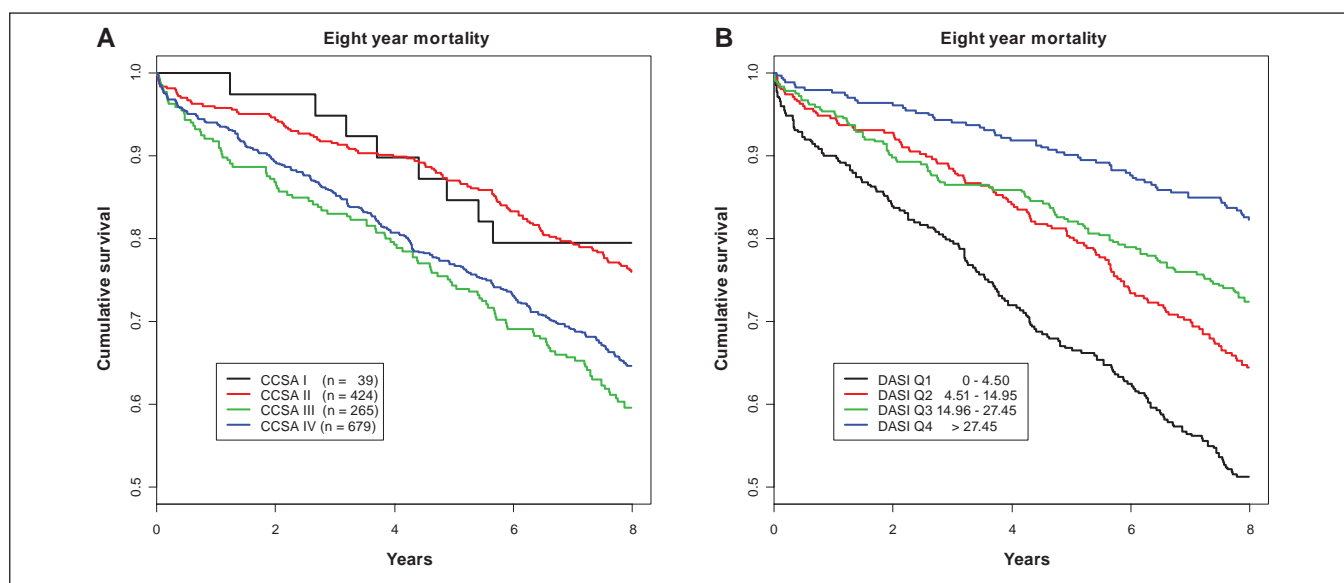 A
Eight year mortality
Cumulative survival
1.0
0.9
0.8
0.7
0.6
0.5
CCSA I (n = 39)
CCSA II (n = 424)
CCSA III (n = 265)
CCSA IV (n = 679)
0 2 4 6 8
Years
B
Eight year mortality
Cumulative survival
1.0
0.9
0.8
0.7
0.6
0.5
DASI Q1 0 - 4.50
DASI Q2 4.51 - 14.95
DASI Q3 14.96 - 27.45
DASI Q4 > 27.45
0 2 4 6 8
Years